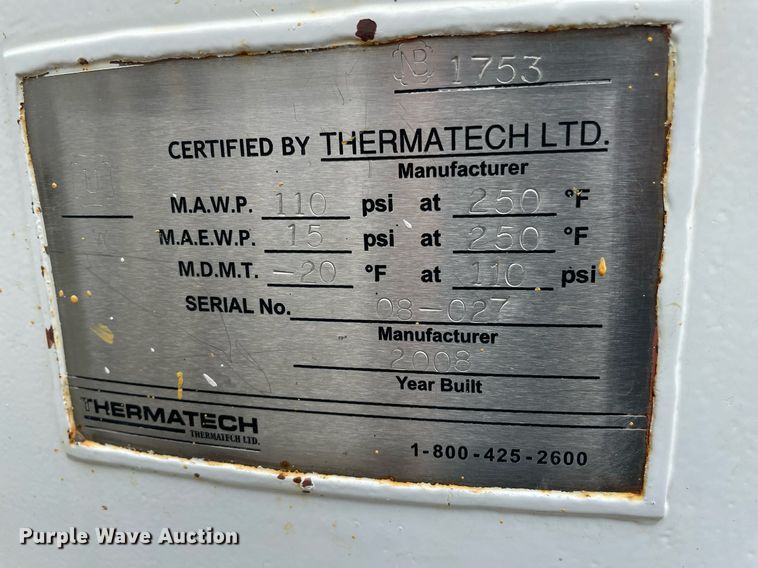 NB 1753
CERTIFIED BY THERMATECH LTD.
Manufacturer
U
M.A.W.P. 110 psi at 250 °F
M.A.E.W.P. 15 psi at 250 °F
M.D.M.T. -20 °F at 110 psi
SERIAL No. 08-027
Manufacturer
2008
Year Built
THERMATECH
THERMATECH LTD.
1-800-425-2600
Purple Wave Auction